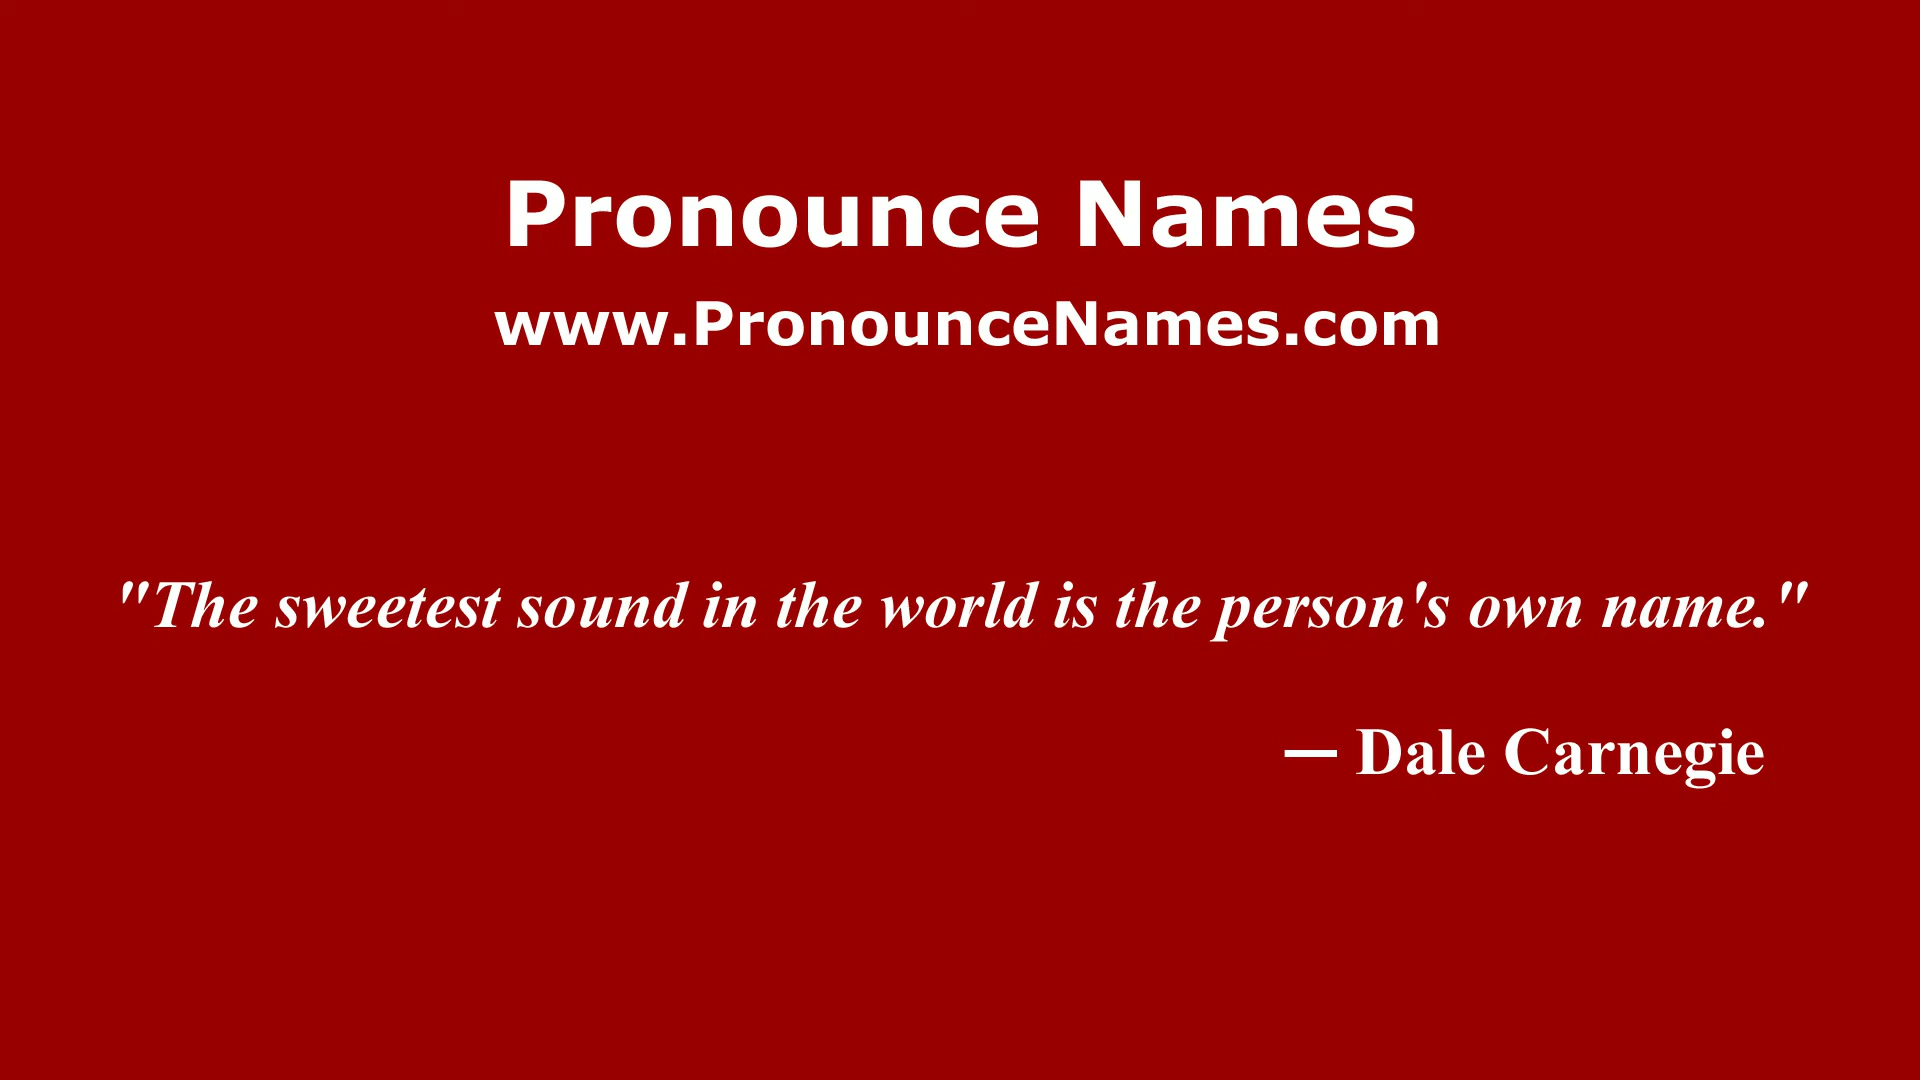 Pronounce Names
www.PronounceNames.com
"The sweetest sound in the world is the person's own name."
— Dale Carnegie